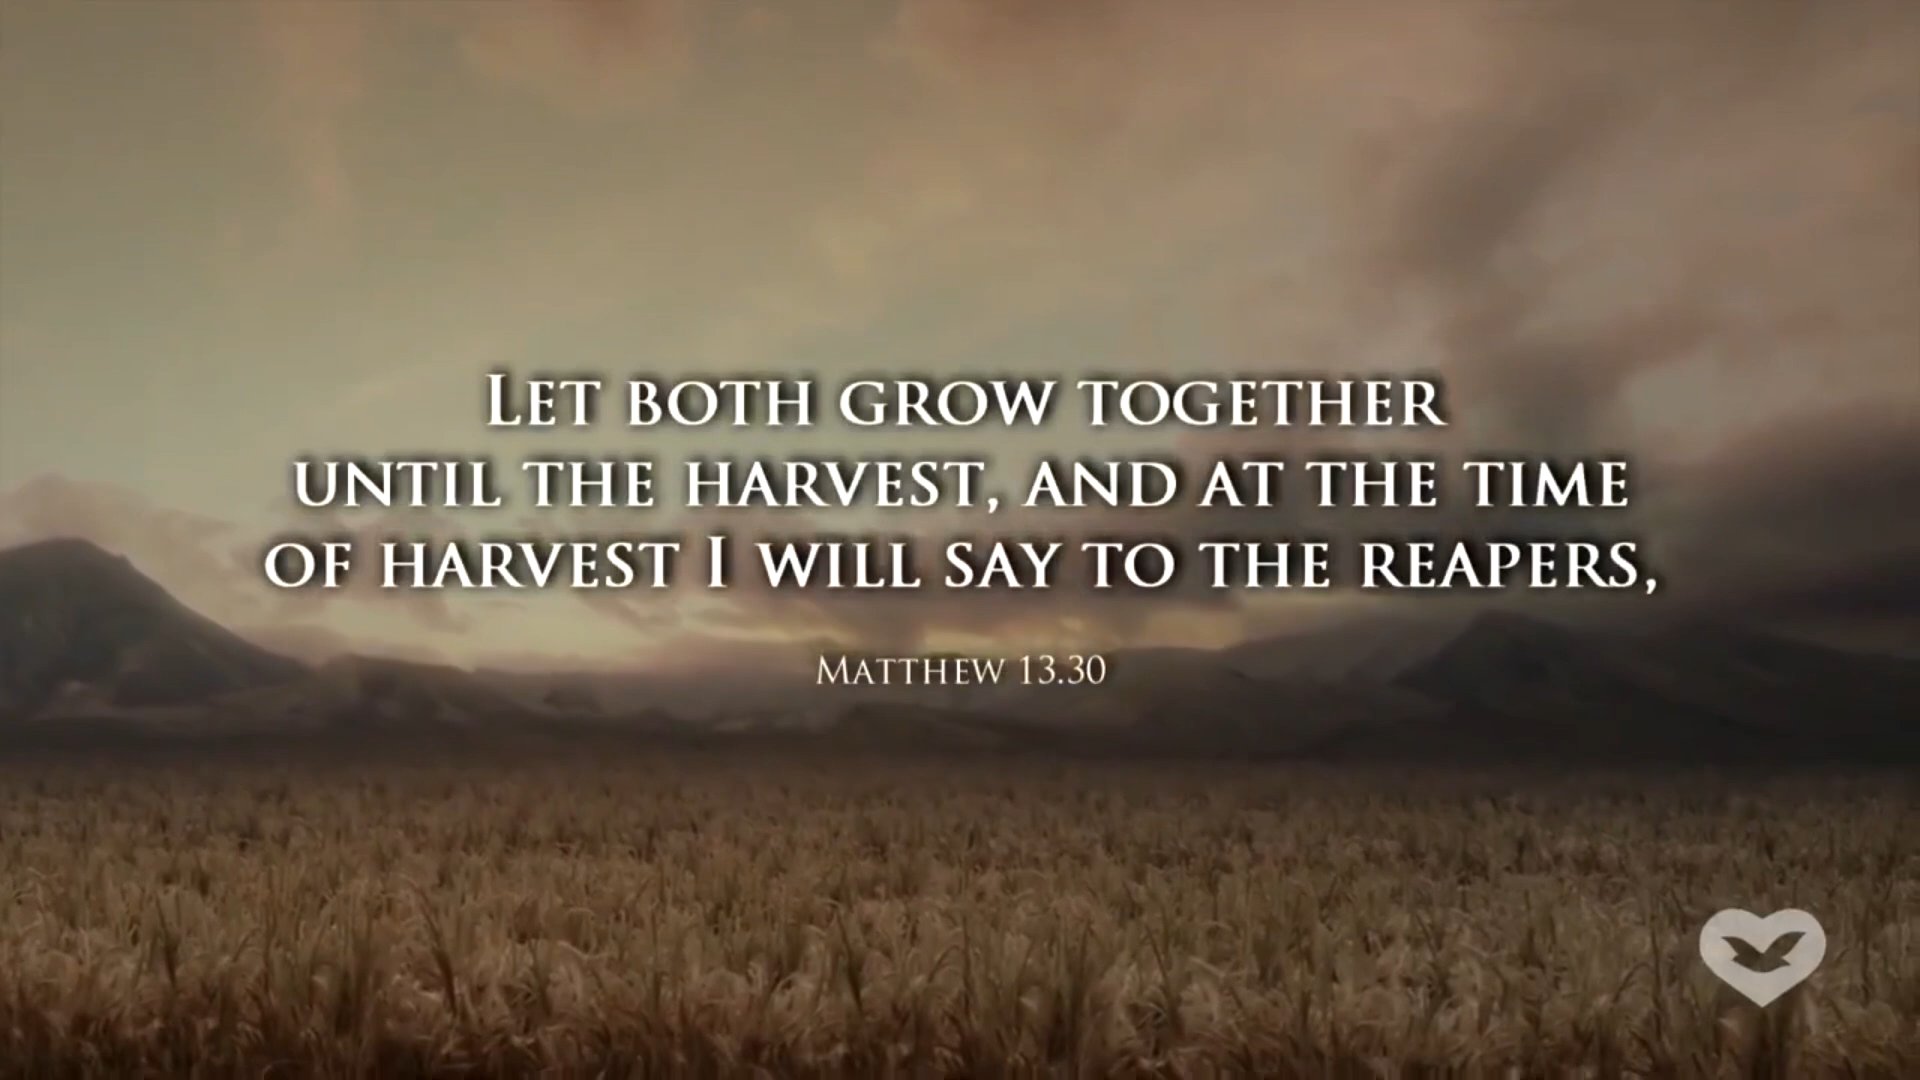 Let both grow together
until the harvest, and at the time
of harvest I will say to the reapers,
Matthew 13.30